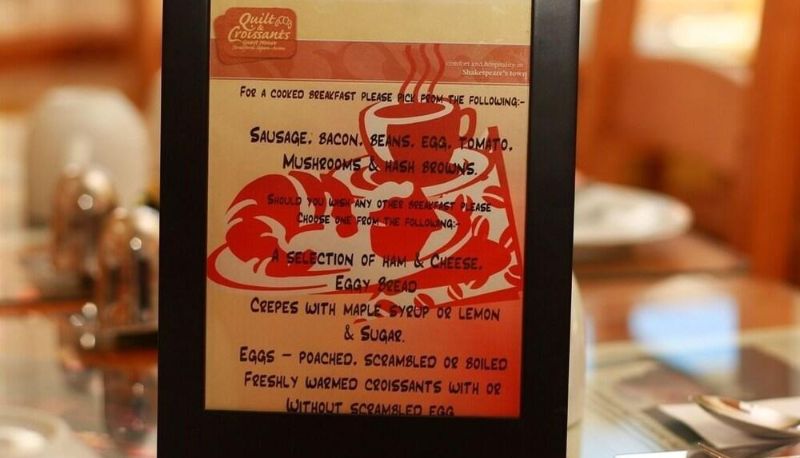 Quilt &
Croissants
Guest House
Stratford-Upon-Avon
comfort and hospitality in
Shakespeare's town
For a cooked breakfast please pick from the following:-
Sausage, bacon, beans, egg, tomato,
Mushrooms & hash browns.
Should you wish any other breakfast please
Choose one from the following:-
A selection of ham & Cheese,
Eggy Bread
Crepes with maple syrup or lemon
& Sugar.
Eggs – poached, scrambled or boiled
Freshly warmed croissants with or
Without scrambled egg